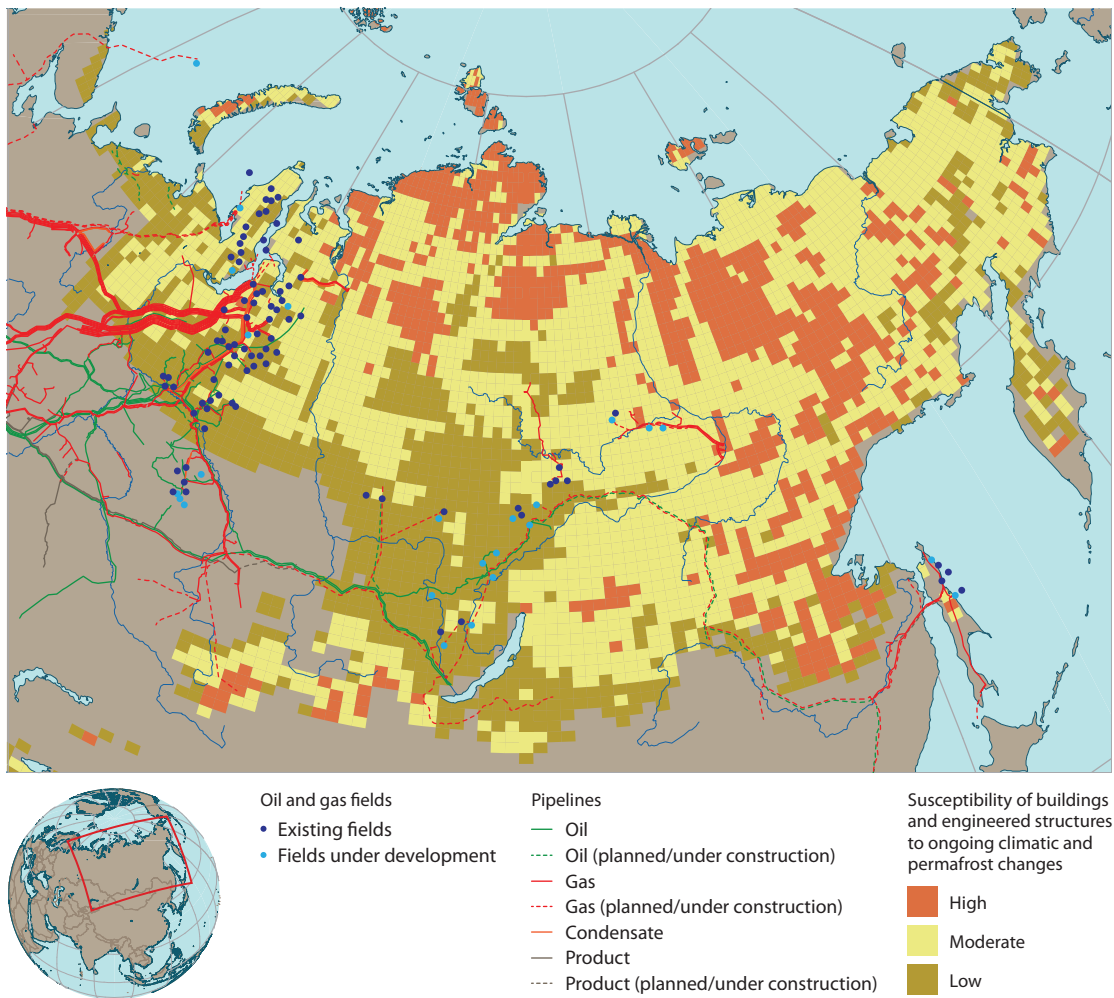 Oil and gas fields
Existing fields
Fields under development
Pipelines
Oil
Oil (planned/under construction)
Gas
Gas (planned/under construction)
Condensate
Product
Product (planned/under construction)
Susceptibility of buildings
and engineered structures
to ongoing climatic and
permafrost changes
High
Moderate
Low